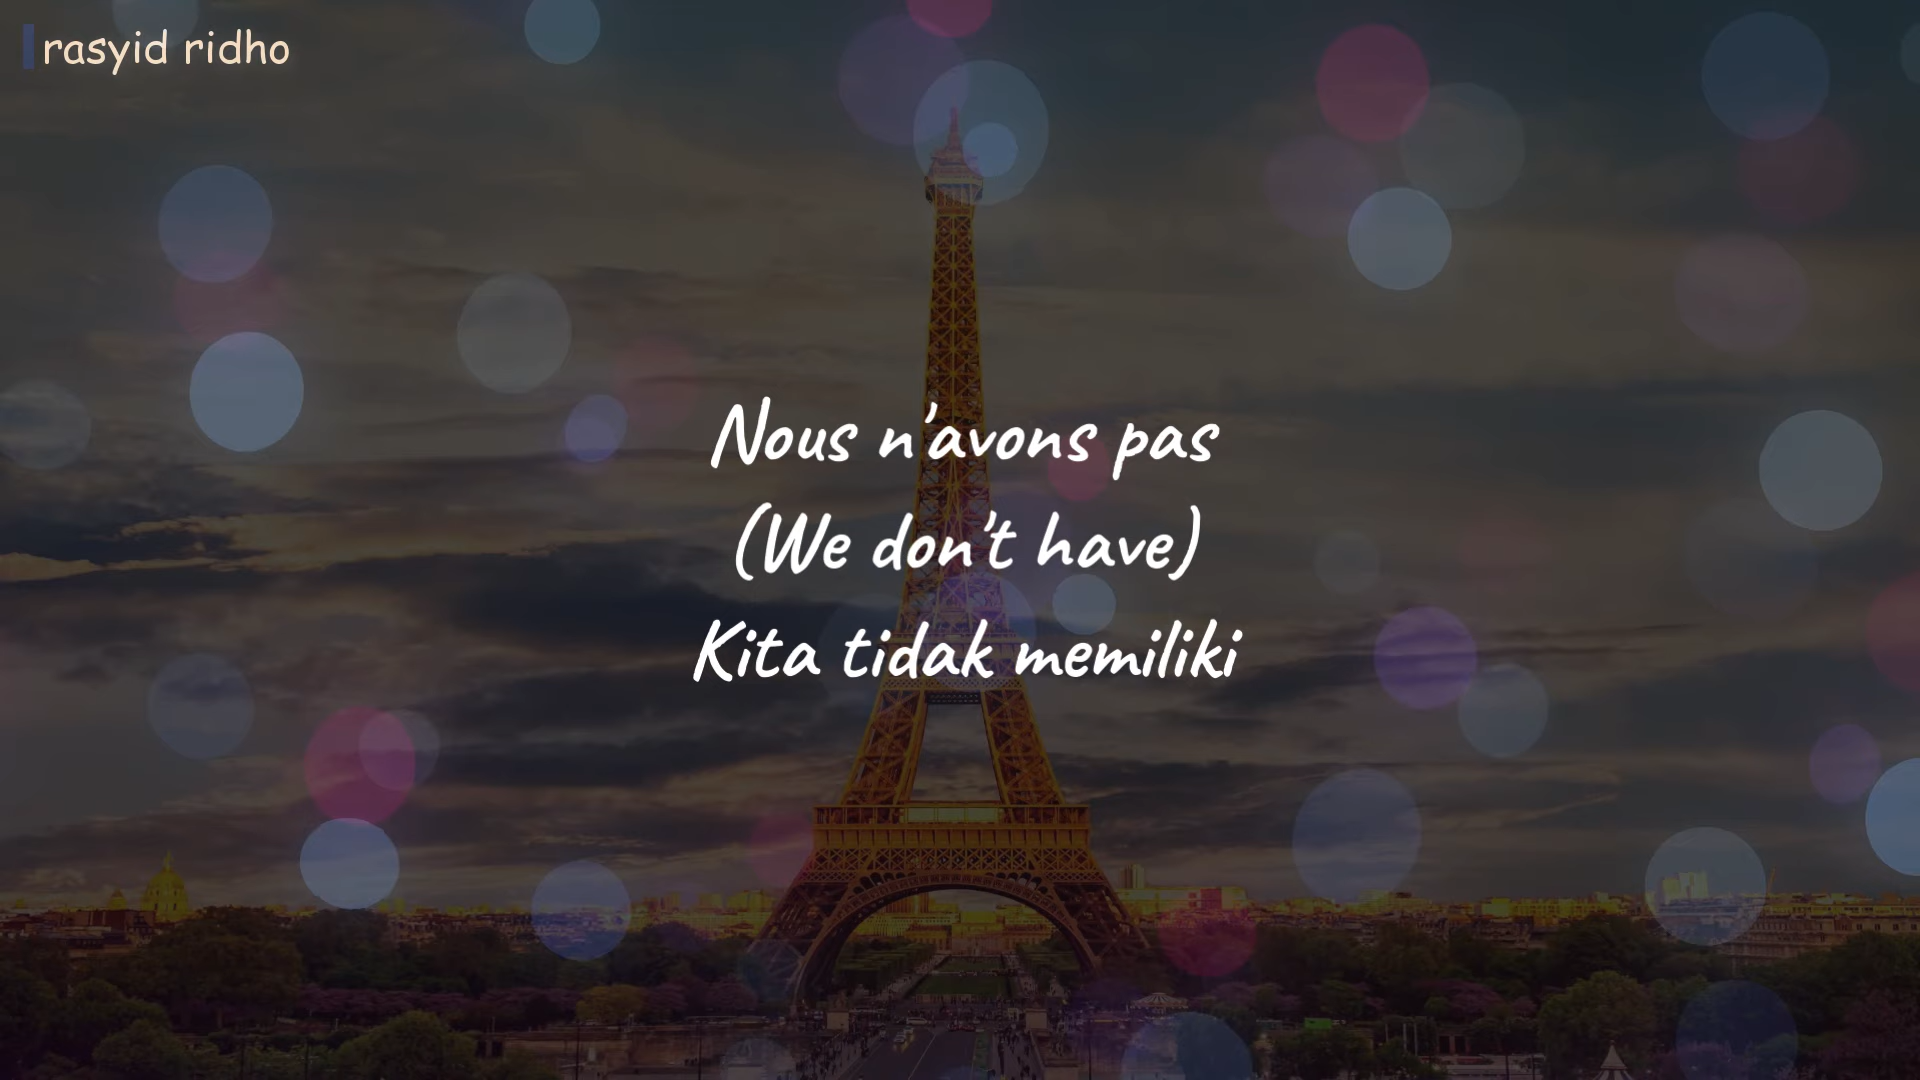 rasyid ridho
Nous n'avons pas
(We don't have)
Kita tidak memiliki